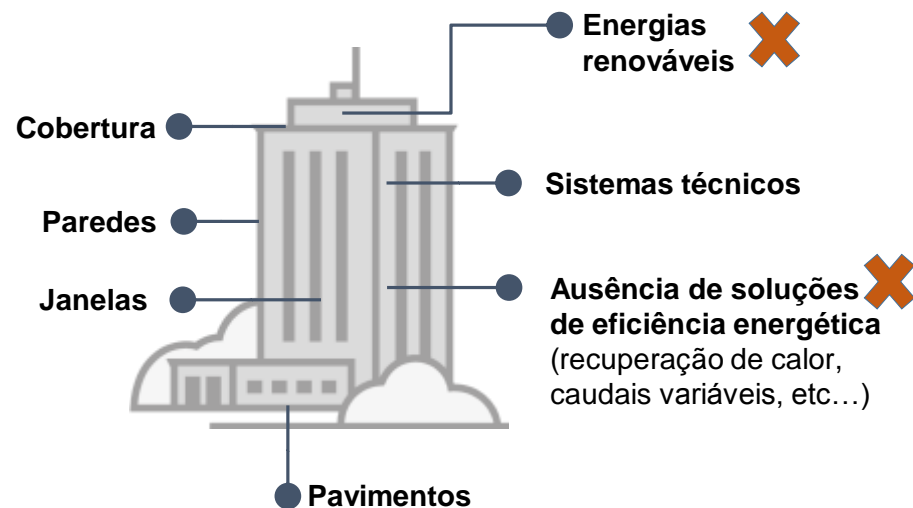 Energias
renováveis
Cobertura
Sistemas técnicos
Paredes
Janelas
Ausência de soluções
de eficiência energética
(recuperação de calor,
caudais variáveis, etc…)
Pavimentos